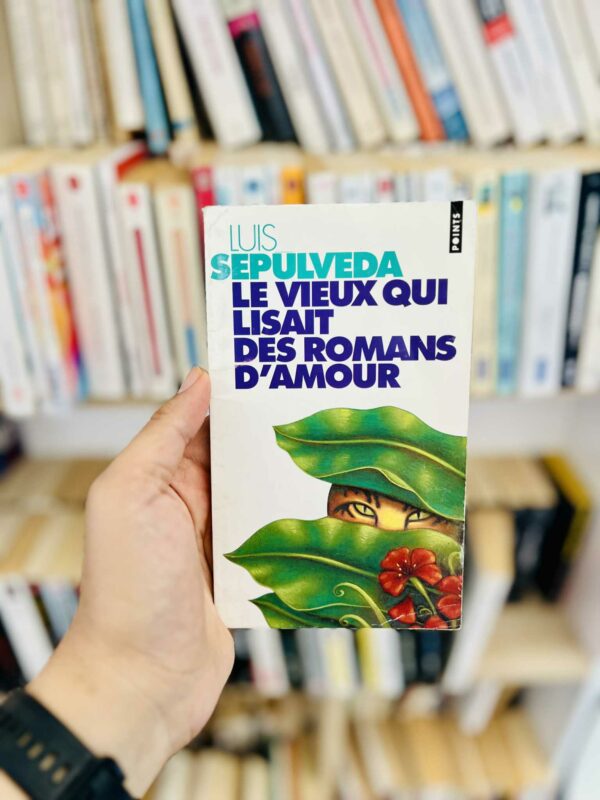 LUIS
SEPULVEDA
LE VIEUX QUI
LISAIT
DES ROMANS
D'AMOUR
POINTS